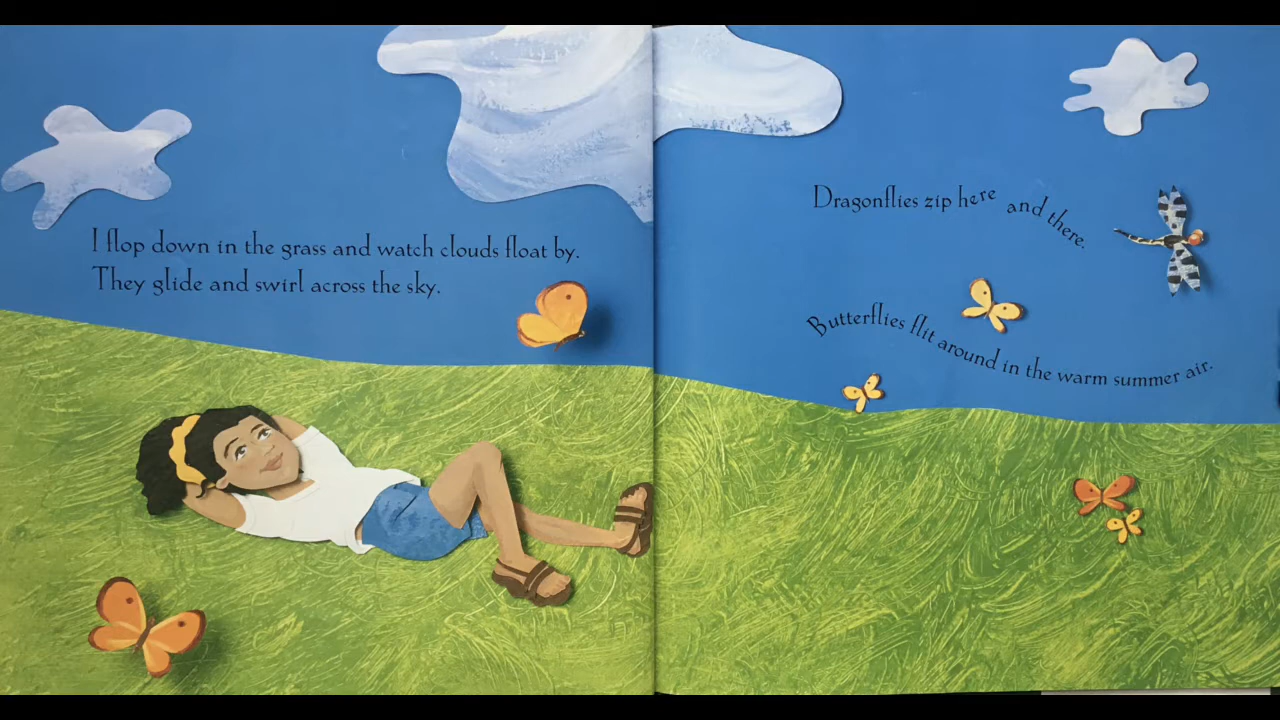 I flop down in the grass and watch clouds float by.
They glide and swirl across the sky.
Dragonflies zip here and there.
Butterflies flit around in the warm summer air.